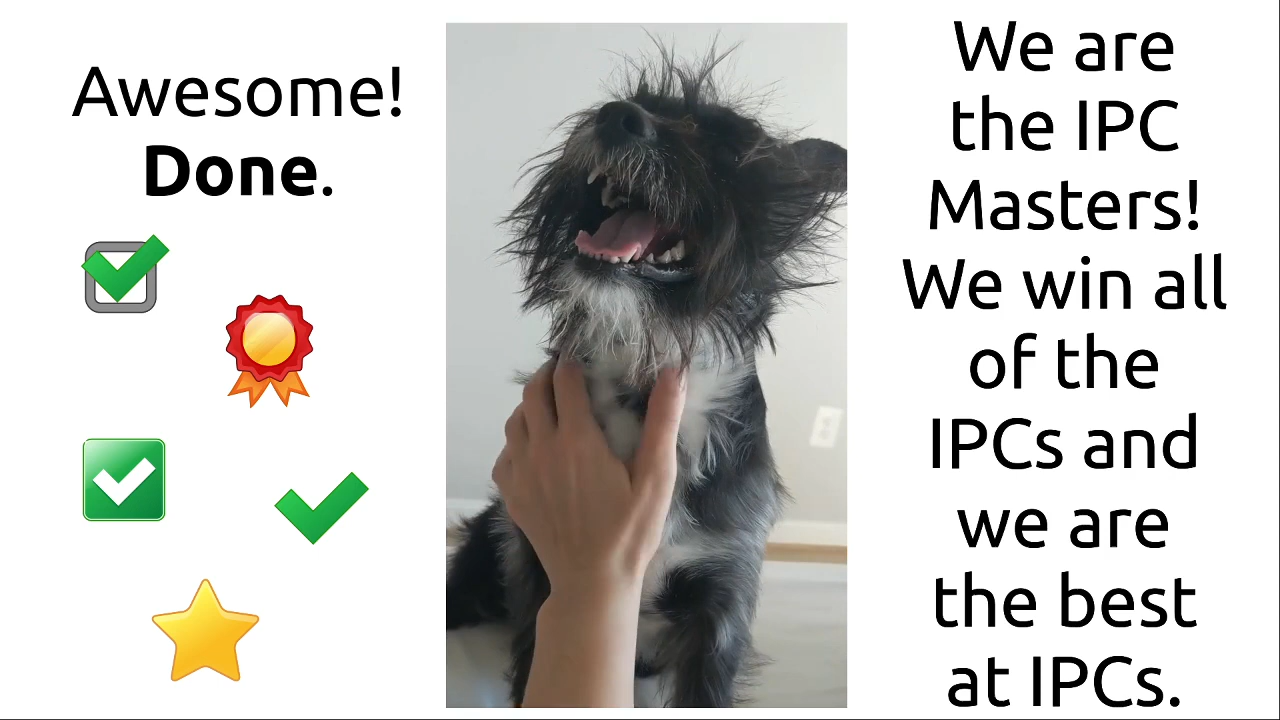 Awesome!
Done.
We are
the IPC
Masters!
We win all
of the
IPCs and
we are
the best
at IPCs.